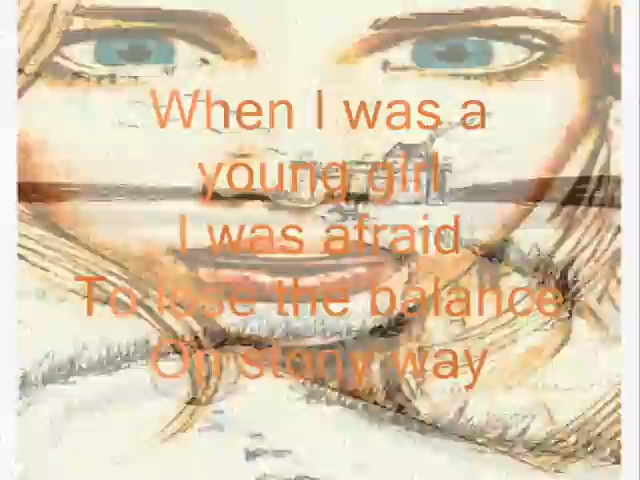 When I was a
young girl
I was afraid
To lose the balance
On stony way